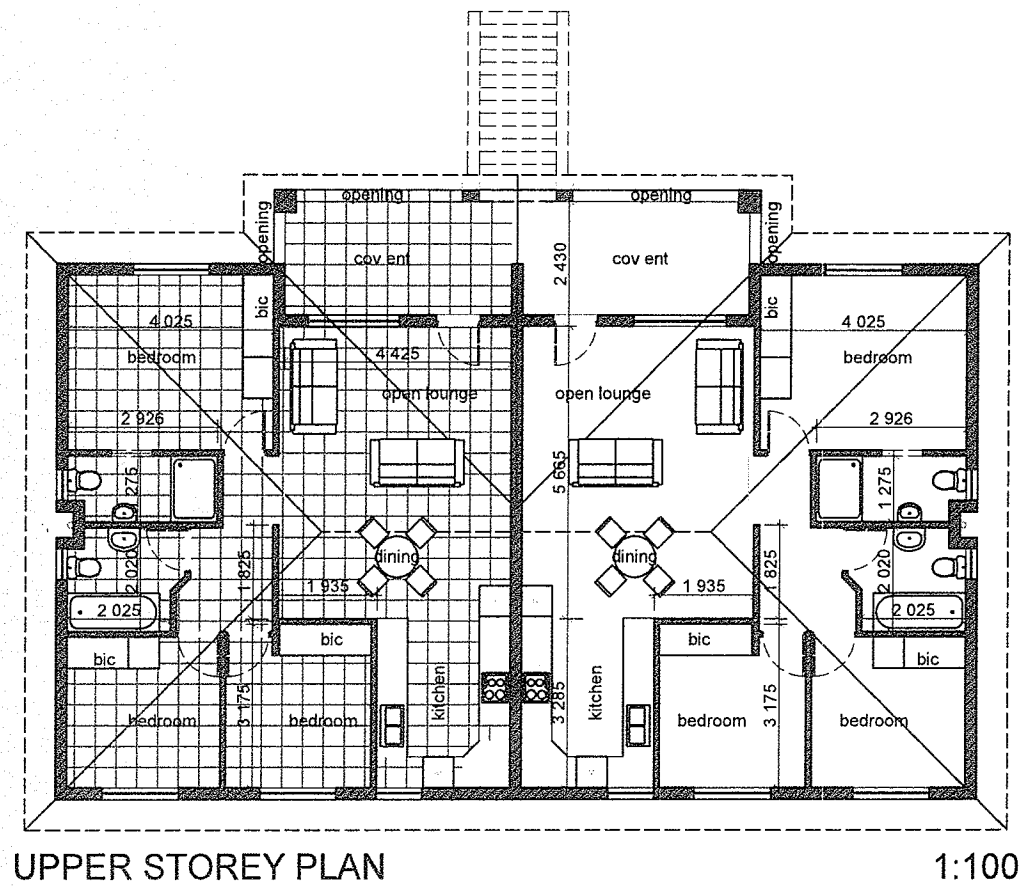 opening opening
opening opening
cov ent 2 430 cov ent
bic bic
4 025 4 025
bedroom 4 425 bedroom
open lounge open lounge
2 926 2 926
1 275 5 665 1 275
dining dining
2 020 1 825 1 825 2 020
1 935 1 935
2 025 2 025
bic bic bic bic
3 175 kitchen 3 285 kitchen 3 175
bedroom bedroom bedroom bedroom
UPPER STOREY PLAN 1:100